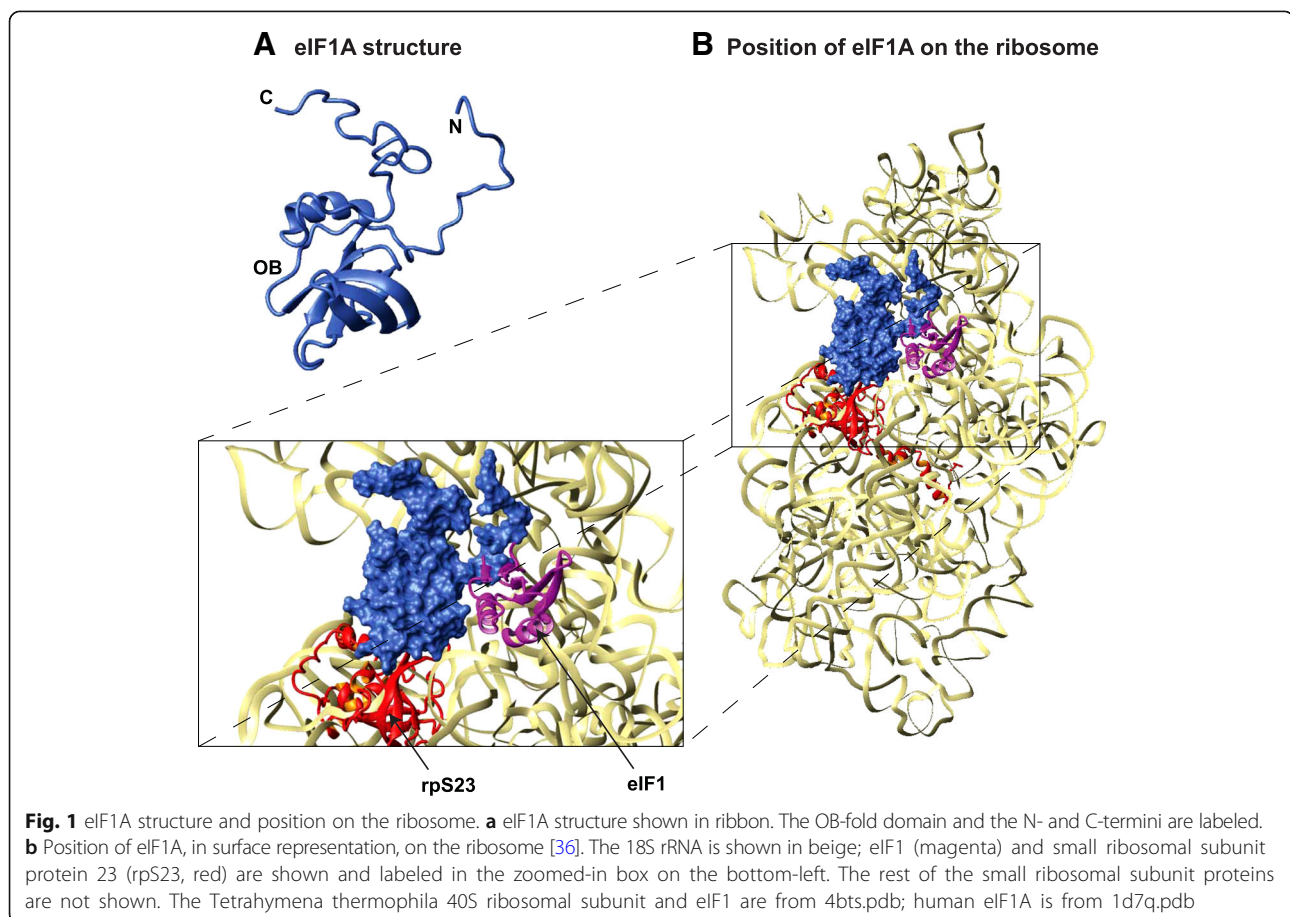 A eIF1A structure
B Position of eIF1A on the ribosome
C
N
OB
rpS23
eIF1
Fig. 1 eIF1A structure and position on the ribosome. a eIF1A structure shown in ribbon. The OB-fold domain and the N- and C-termini are labeled.
b Position of eIF1A, in surface representation, on the ribosome [36]. The 18S rRNA is shown in beige; eIF1 (magenta) and small ribosomal subunit
protein 23 (rpS23, red) are shown and labeled in the zoomed-in box on the bottom-left. The rest of the small ribosomal subunit proteins
are not shown. The Tetrahymena thermophila 40S ribosomal subunit and eIF1 are from 4bts.pdb; human eIF1A is from 1d7q.pdb